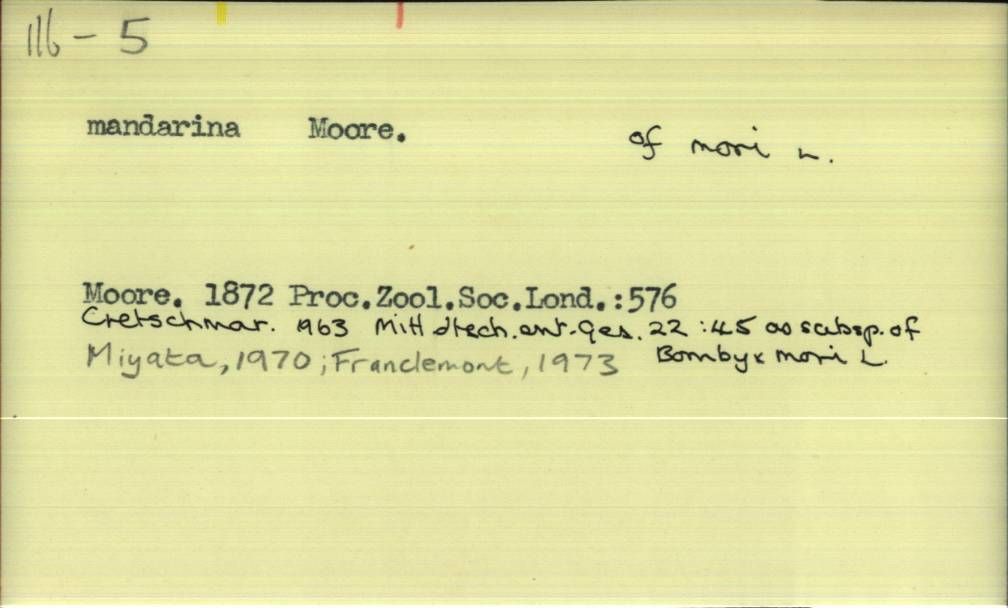 116 - 5
mandarina Moore.
of mori L.
Moore. 1872 Proc.Zool.Soc.Lond.:576
Cretschmar. 1963 Mitt dtsch.ent.Ges. 22 :45 as subsp. of
Bombyx mori L.
Miyata, 1970 ; Franclemont, 1973